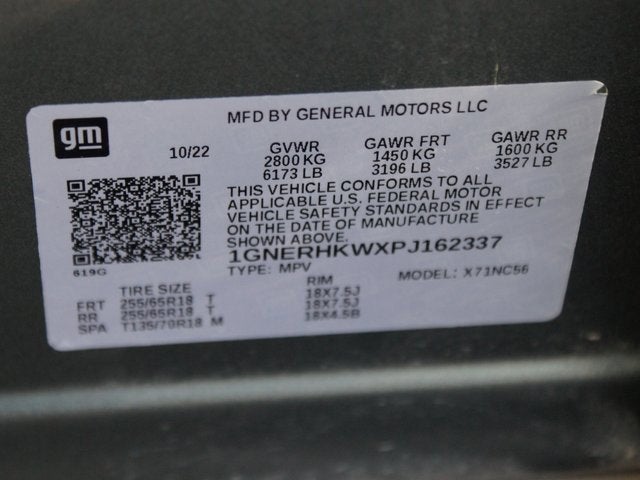 MFD BY GENERAL MOTORS LLC
gm
10/22
GVWR
2800 KG
6173 LB
GAWR FRT
1450 KG
3196 LB
GAWR RR
1600 KG
3527 LB
THIS VEHICLE CONFORMS TO ALL
APPLICABLE U.S. FEDERAL MOTOR
VEHICLE SAFETY STANDARDS IN EFFECT
ON THE DATE OF MANUFACTURE
SHOWN ABOVE.
1GNERHKWXPJ162337
619G
TYPE: MPV
MODEL: X71NC56
TIRE SIZE
RIM
FRT 255/65R18 T 18X7.5J
RR 255/65R18 T 18X7.5J
SPA T135/70R18 M 18X4.5B